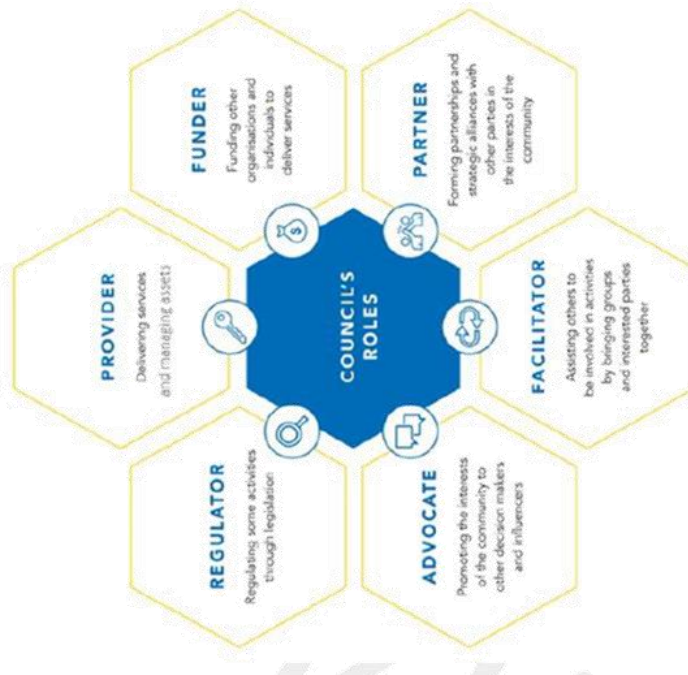 COUNCIL'S
ROLES
PROVIDER
Delivering services
and managing assets
FUNDER
Funding other
organisations and
individuals to
deliver services
PARTNER
Forming partnerships and
strategic alliances with
other parties in
the interests of the
community
FACILITATOR
Assisting others to
be involved in activities
by bringing groups
and interested parties
together
ADVOCATE
Promoting the interests
of the community to
other decision makers
and influencers
REGULATOR
Regulating some activities
through legislation
$